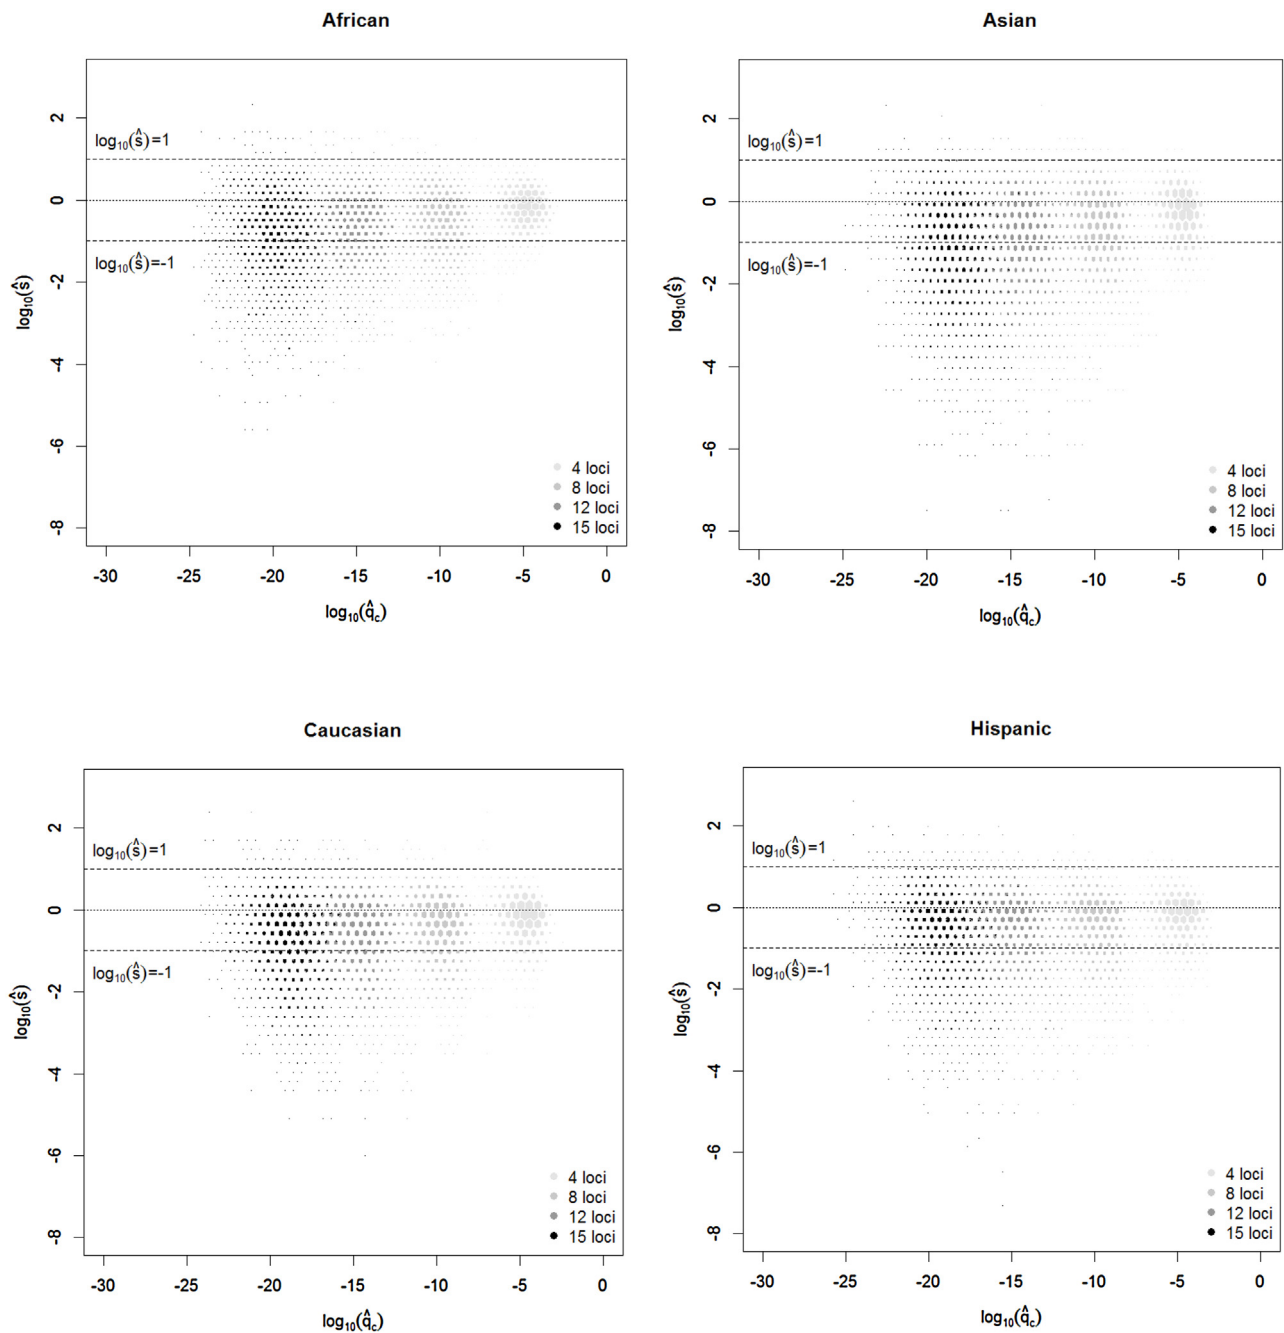 African
log10(ŝ)
2
0
-2
-4
-6
-8
log10(ŝ)=1
log10(ŝ)=-1
4 loci
8 loci
12 loci
15 loci
-30 -25 -20 -15 -10 -5 0
log10(q̂c)
Asian
log10(ŝ)
2
0
-2
-4
-6
-8
log10(ŝ)=1
log10(ŝ)=-1
4 loci
8 loci
12 loci
15 loci
-30 -25 -20 -15 -10 -5 0
log10(q̂c)
Caucasian
log10(ŝ)
2
0
-2
-4
-6
-8
log10(ŝ)=1
log10(ŝ)=-1
4 loci
8 loci
12 loci
15 loci
-30 -25 -20 -15 -10 -5 0
log10(q̂c)
Hispanic
log10(ŝ)
2
0
-2
-4
-6
-8
log10(ŝ)=1
log10(ŝ)=-1
4 loci
8 loci
12 loci
15 loci
-30 -25 -20 -15 -10 -5 0
log10(q̂c)